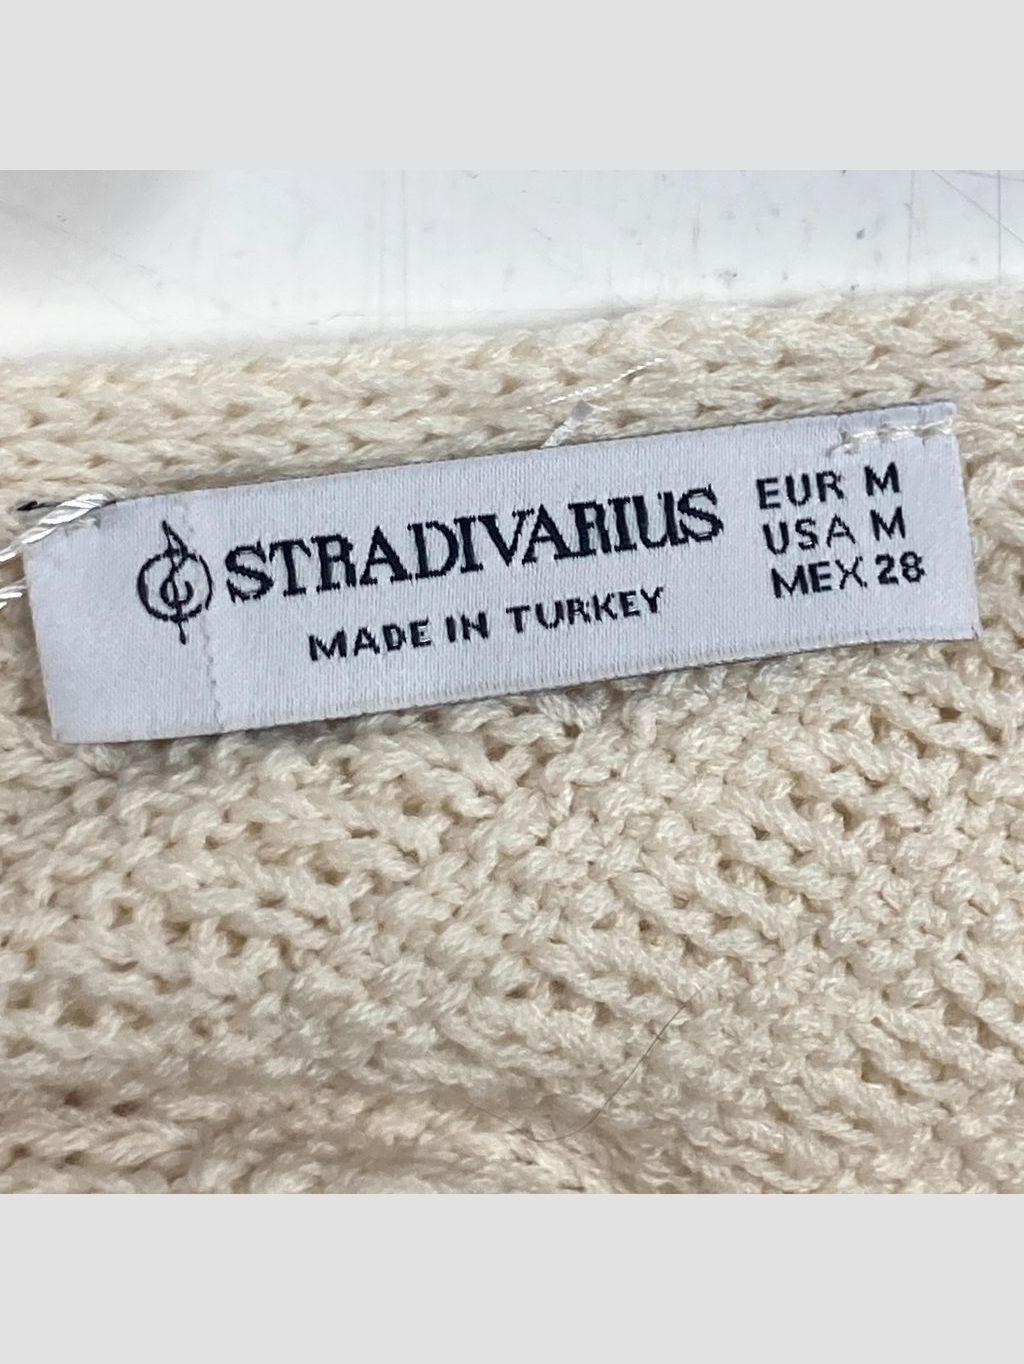 STRADIVARIUS
MADE IN TURKEY
EUR M
USA M
MEX 28